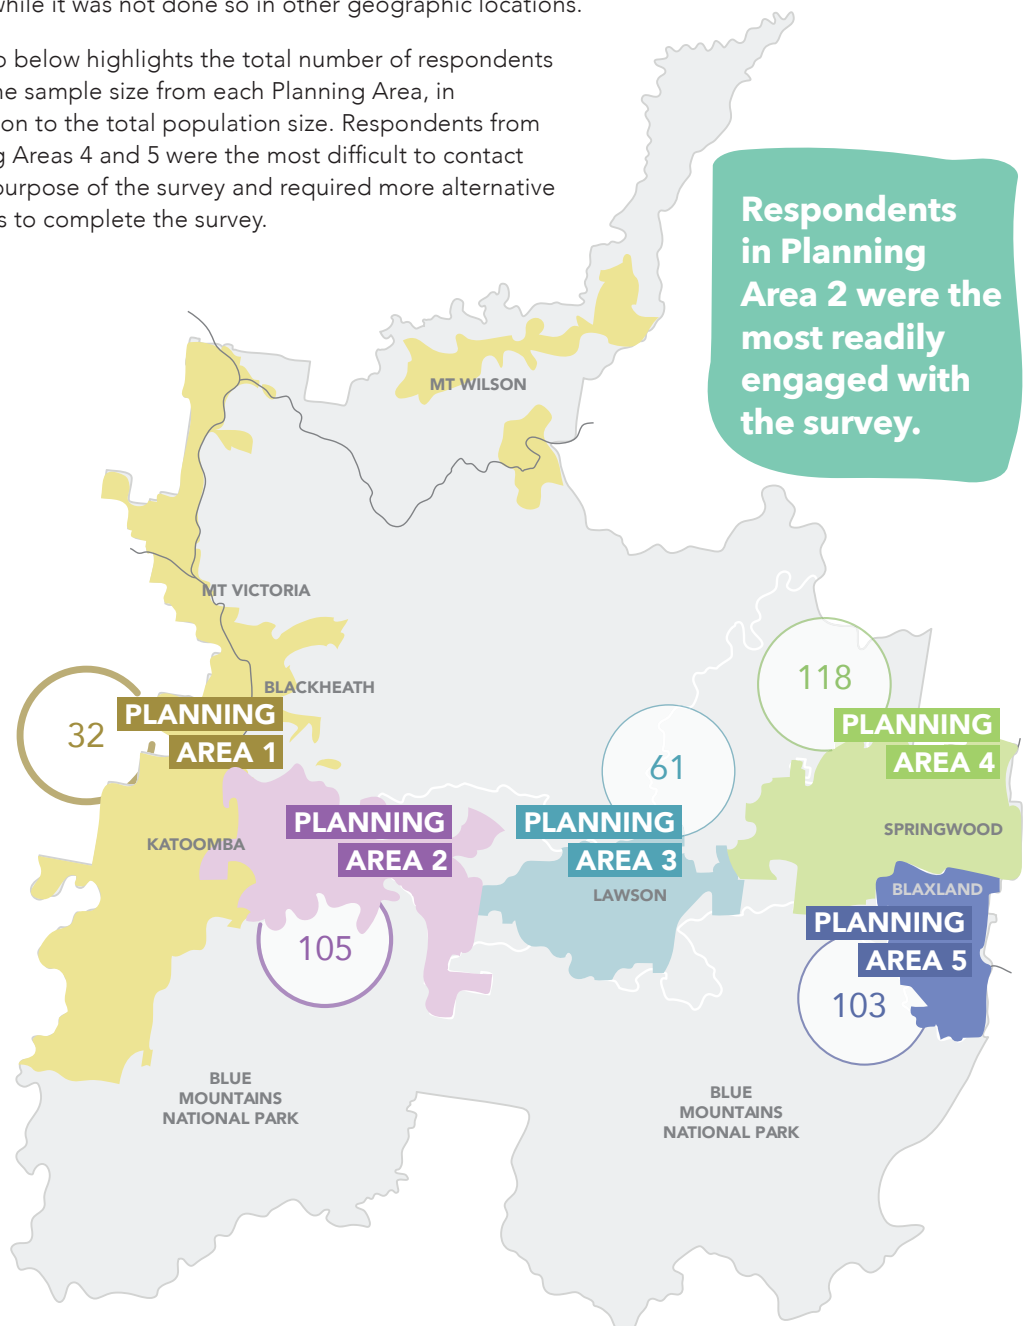 while it was not done so in other geographic locations.
below highlights the total number of respondents
sample size from each Planning Area, in
to the total population size. Respondents from
Areas 4 and 5 were the most difficult to contact
purpose of the survey and required more alternative
to complete the survey.
Respondents
in Planning
Area 2 were the
most readily
engaged with
the survey.
MT WILSON
MT VICTORIA
BLACKHEATH
118
32
PLANNING
AREA 1
61
PLANNING
AREA 4
KATOOMBA
PLANNING
AREA 2
PLANNING
AREA 3
SPRINGWOOD
LAWSON
BLAXLAND
105
PLANNING
AREA 5
103
BLUE
MOUNTAINS
NATIONAL PARK
BLUE
MOUNTAINS
NATIONAL PARK